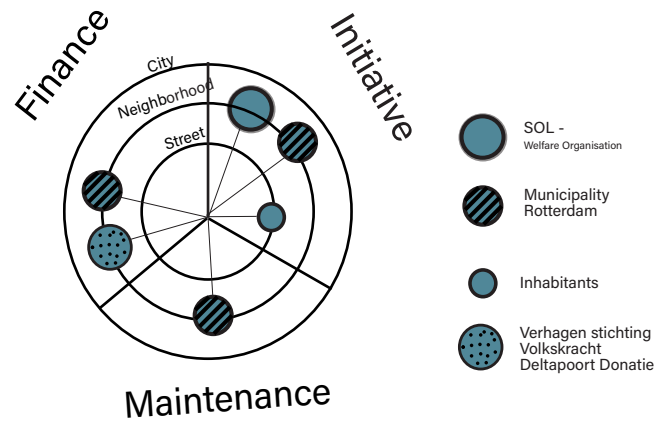 Finance
Initiative
City
Neighborhood
Street
Maintenance
SOL -
Welfare Organisation
Municipality
Rotterdam
Inhabitants
Verhagen stichting
Volkskracht
Deltapoort Donatie